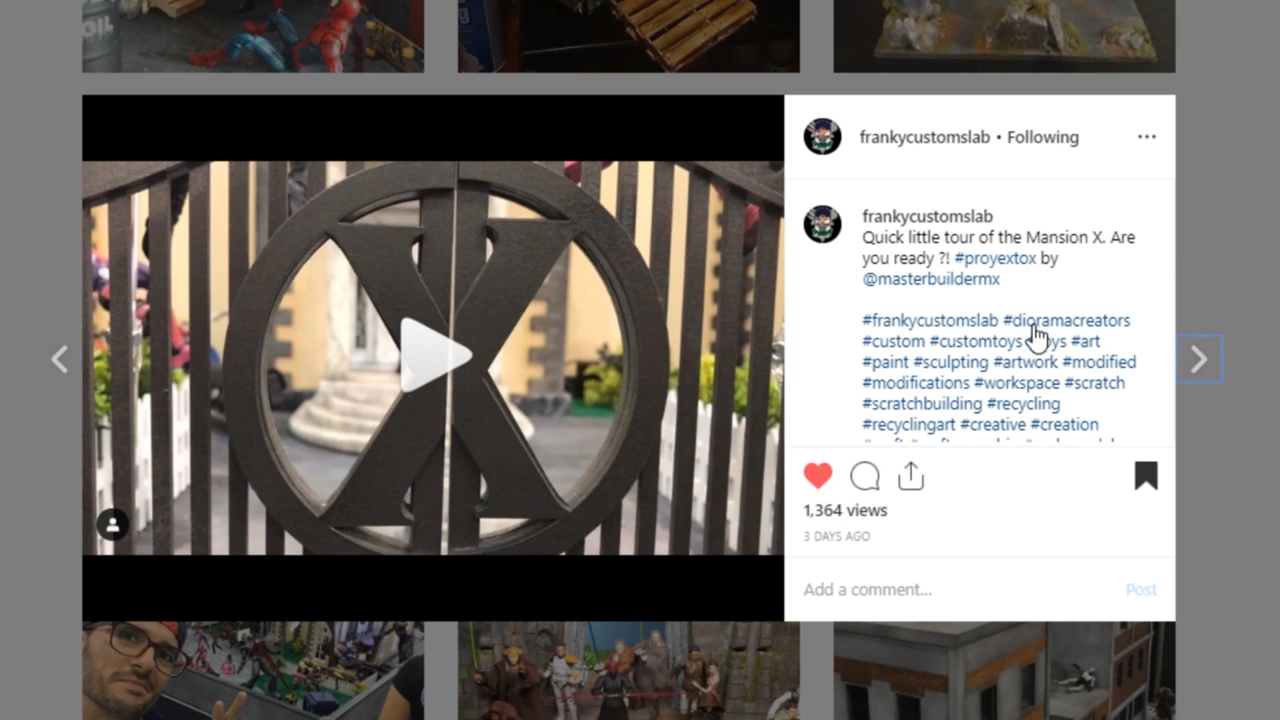 OIL
frankycustomslab • Following
frankycustomslab
Quick little tour of the Mansion X. Are
you ready ?! #proyextox by
@masterbuildermx
#frankycustomslab #dioramacreators
#custom #customtoys #art
#paint #sculpting #artwork #modified
#modifications #workspace #scratch
#scratchbuilding #recycling
#recyclingart #creative #creation
X
1,364 views
3 DAYS AGO
Add a comment... Post